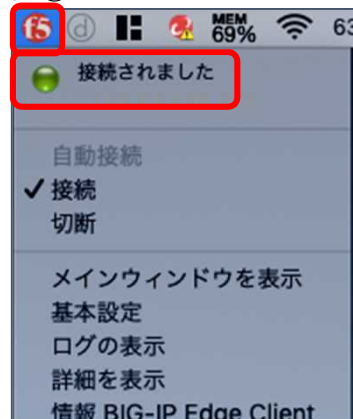 f5 MEM 69% 63
接続されました
自動接続
✓接続
切断
メインウィンドウを表示
基本設定
ログの表示
詳細を表示
情報 BIG-IP Edge Client